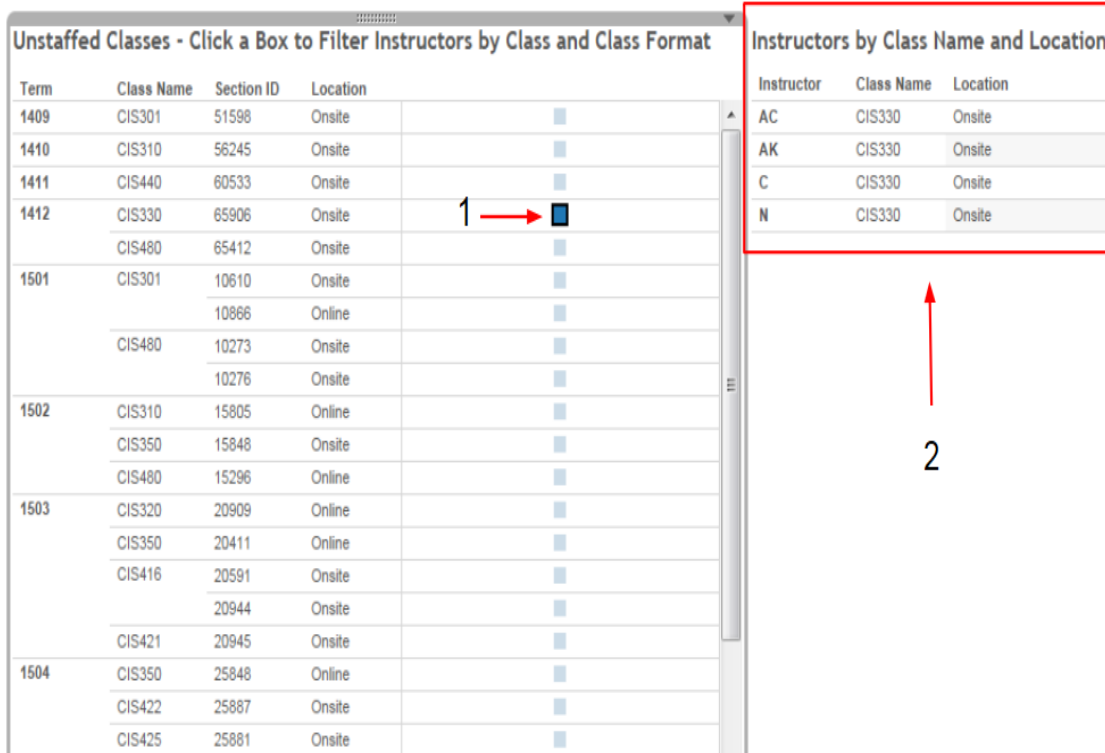 Unstaffed Classes - Click a Box to Filter Instructors by Class and Class Format
Term Class Name Section ID Location
1409 CIS301 51598 Onsite
1410 CIS310 56245 Onsite
1411 CIS440 60533 Onsite
1412 CIS330 65906 Onsite 1
CIS480 65412 Onsite
1501 CIS301 10610 Onsite
10866 Online
CIS480 10273 Onsite
10276 Onsite
1502 CIS310 15805 Online
CIS350 15848 Onsite
CIS480 15296 Online
1503 CIS320 20909 Online
CIS350 20411 Online
CIS416 20591 Onsite
20944 Onsite
CIS421 20945 Onsite
1504 CIS350 25848 Online
CIS422 25887 Onsite
CIS425 25881 Onsite
Instructors by Class Name and Location
Instructor Class Name Location
AC CIS330 Onsite
AK CIS330 Onsite
C CIS330 Onsite
N CIS330 Onsite
2